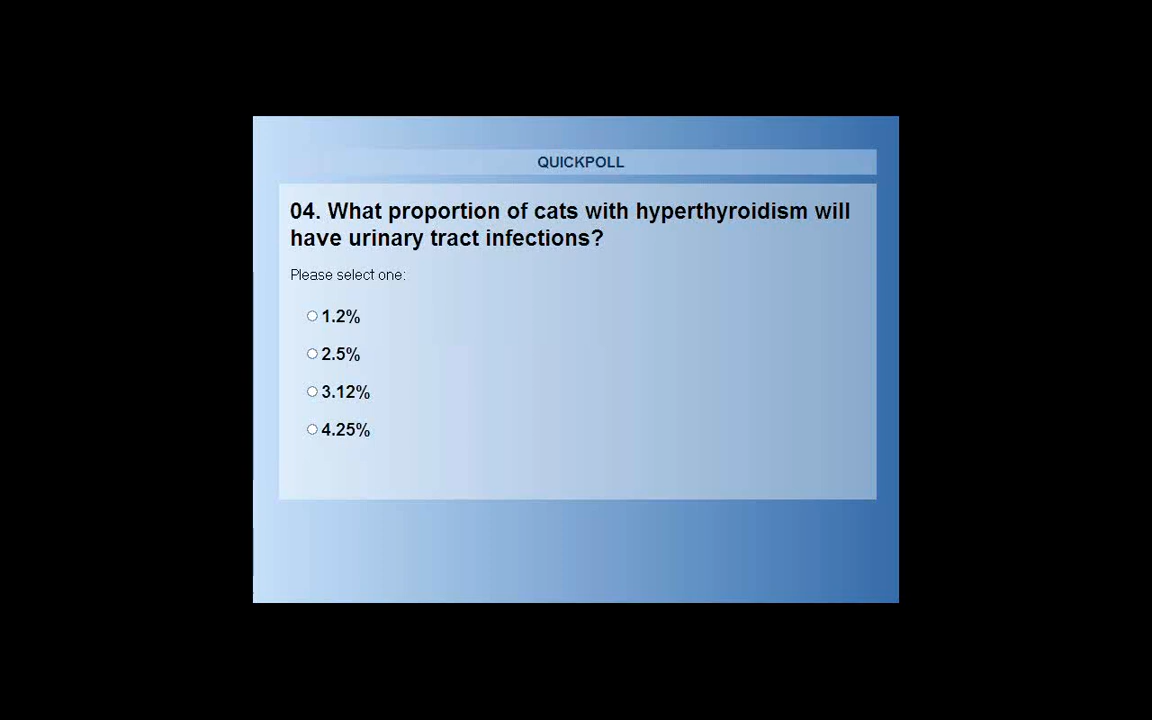 QUICKPOLL
04. What proportion of cats with hyperthyroidism will
have urinary tract infections?
Please select one:
1.2%
2.5%
3.12%
4.25%